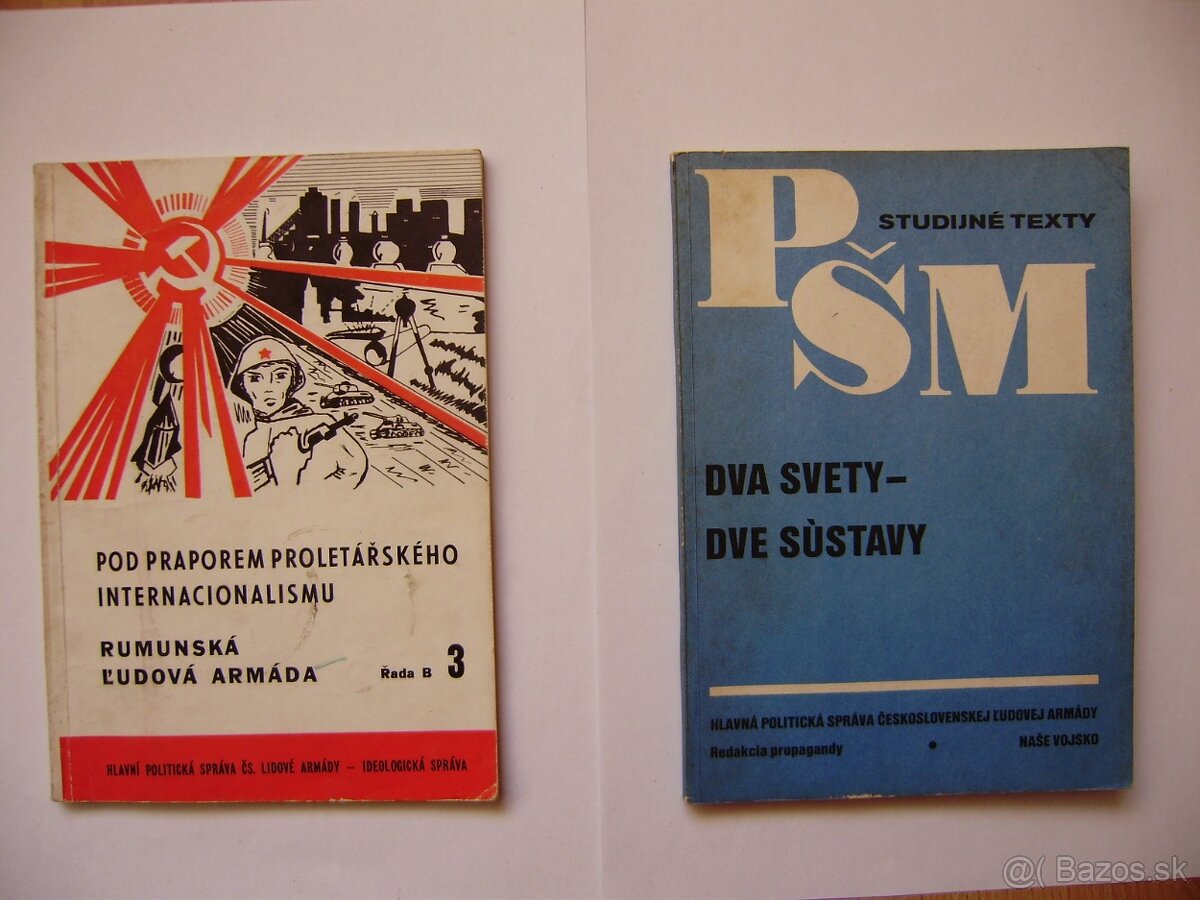 POD PRAPOREM PROLETÁŘSKÉHO
INTERNACIONALISMU
RUMUNSKÁ
ĽUDOVÁ ARMÁDA
Řada B 3
HLAVNÍ POLITICKÁ SPRÁVA ČS. LIDOVÉ ARMÁDY – IDEOLOGICKÁ SPRÁVA
PŠM
STUDIJNÉ TEXTY
DVA SVETY–
DVE SÙSTAVY
HLAVNÁ POLITICKÁ SPRÁVA ČESKOSLOVENSKEJ ĽUDOVEJ ARMÁDY
Redakcia propagandy • NAŠE VOJSKO
@( Bazos.sk